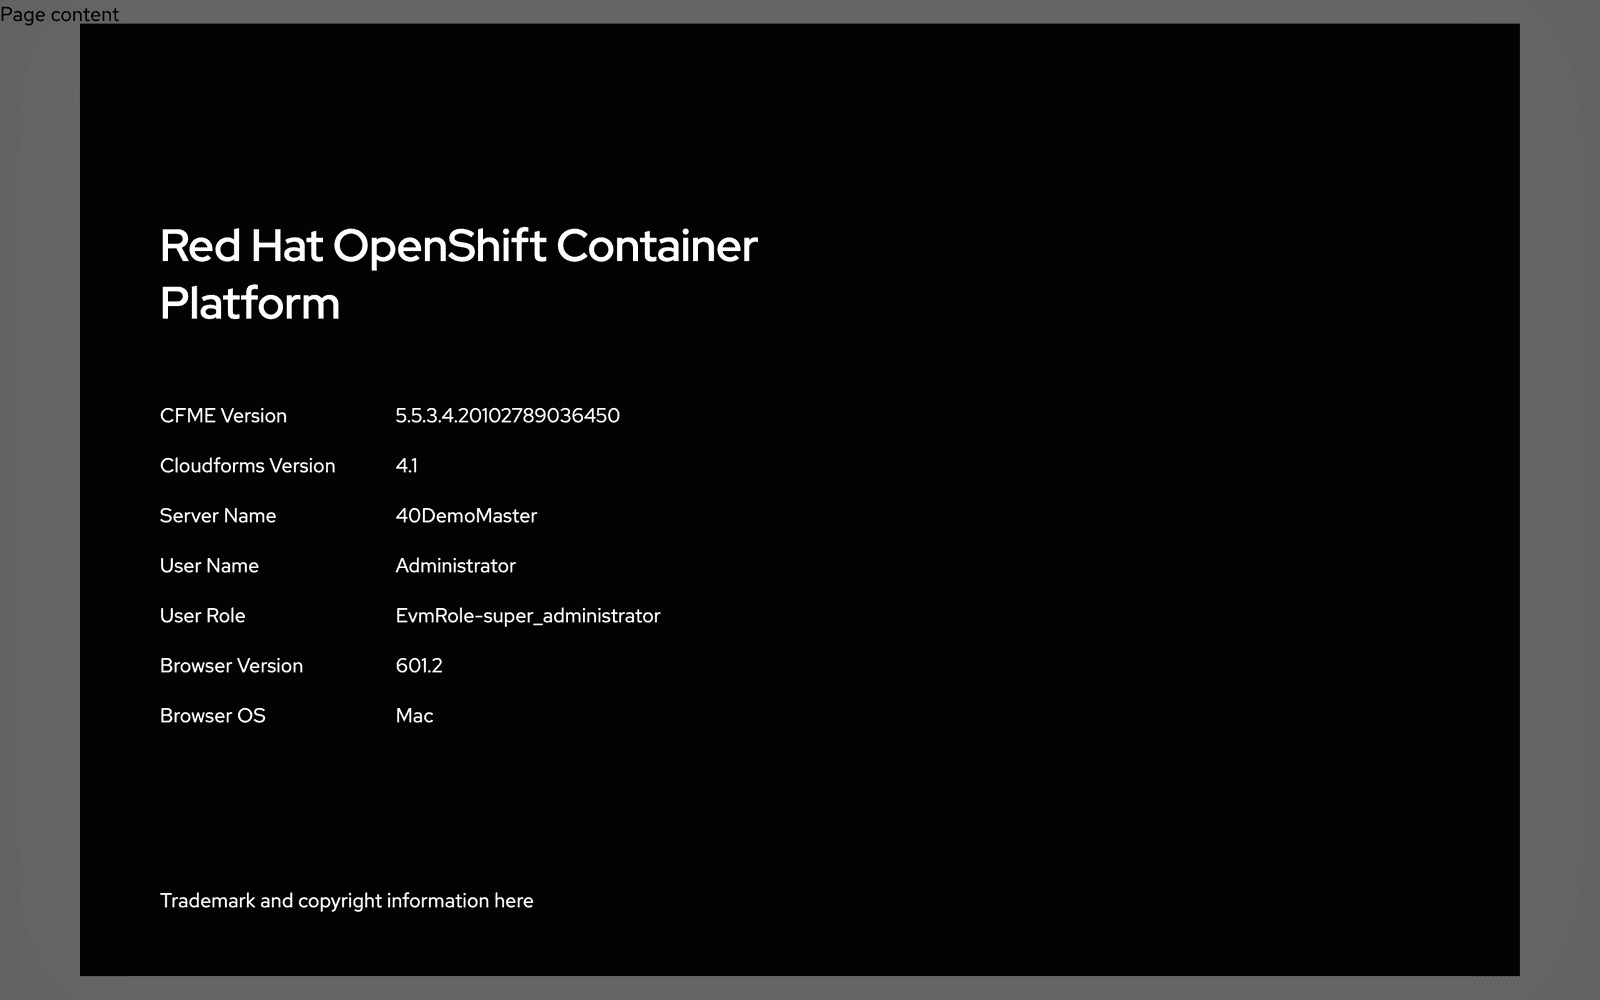 Page content
Red Hat OpenShift Container
Platform
CFME Version 5.5.3.4.20102789036450
Cloudforms Version 4.1
Server Name 40DemoMaster
User Name Administrator
User Role EvmRole-super_administrator
Browser Version 601.2
Browser OS Mac
Trademark and copyright information here